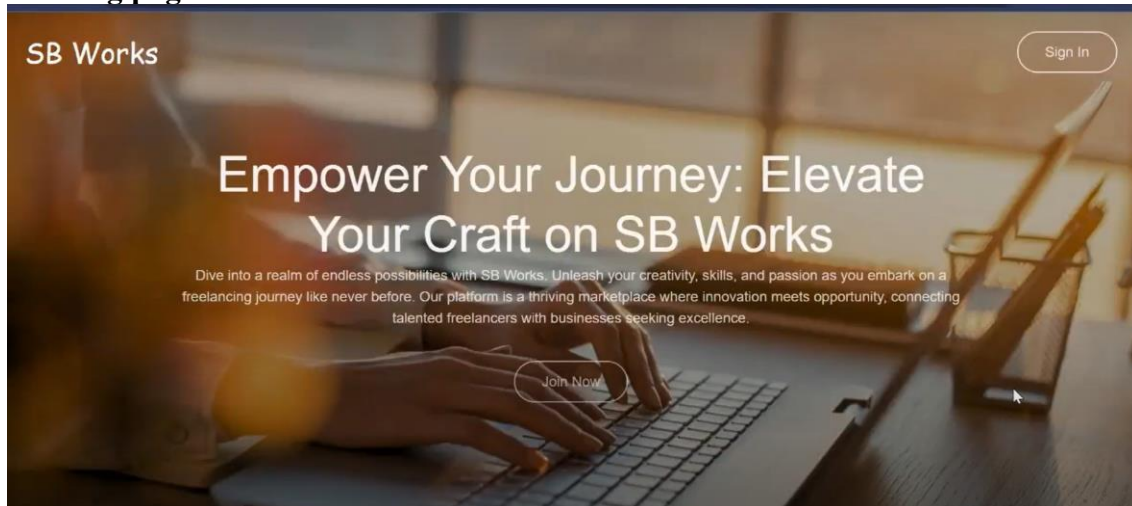 SB Works
Sign In
Empower Your Journey: Elevate
Your Craft on SB Works
Dive into a realm of endless possibilities with SB Works. Unleash your creativity, skills, and passion as you embark on a
freelancing journey like never before. Our platform is a thriving marketplace where innovation meets opportunity, connecting
talented freelancers with businesses seeking excellence.
Join Now